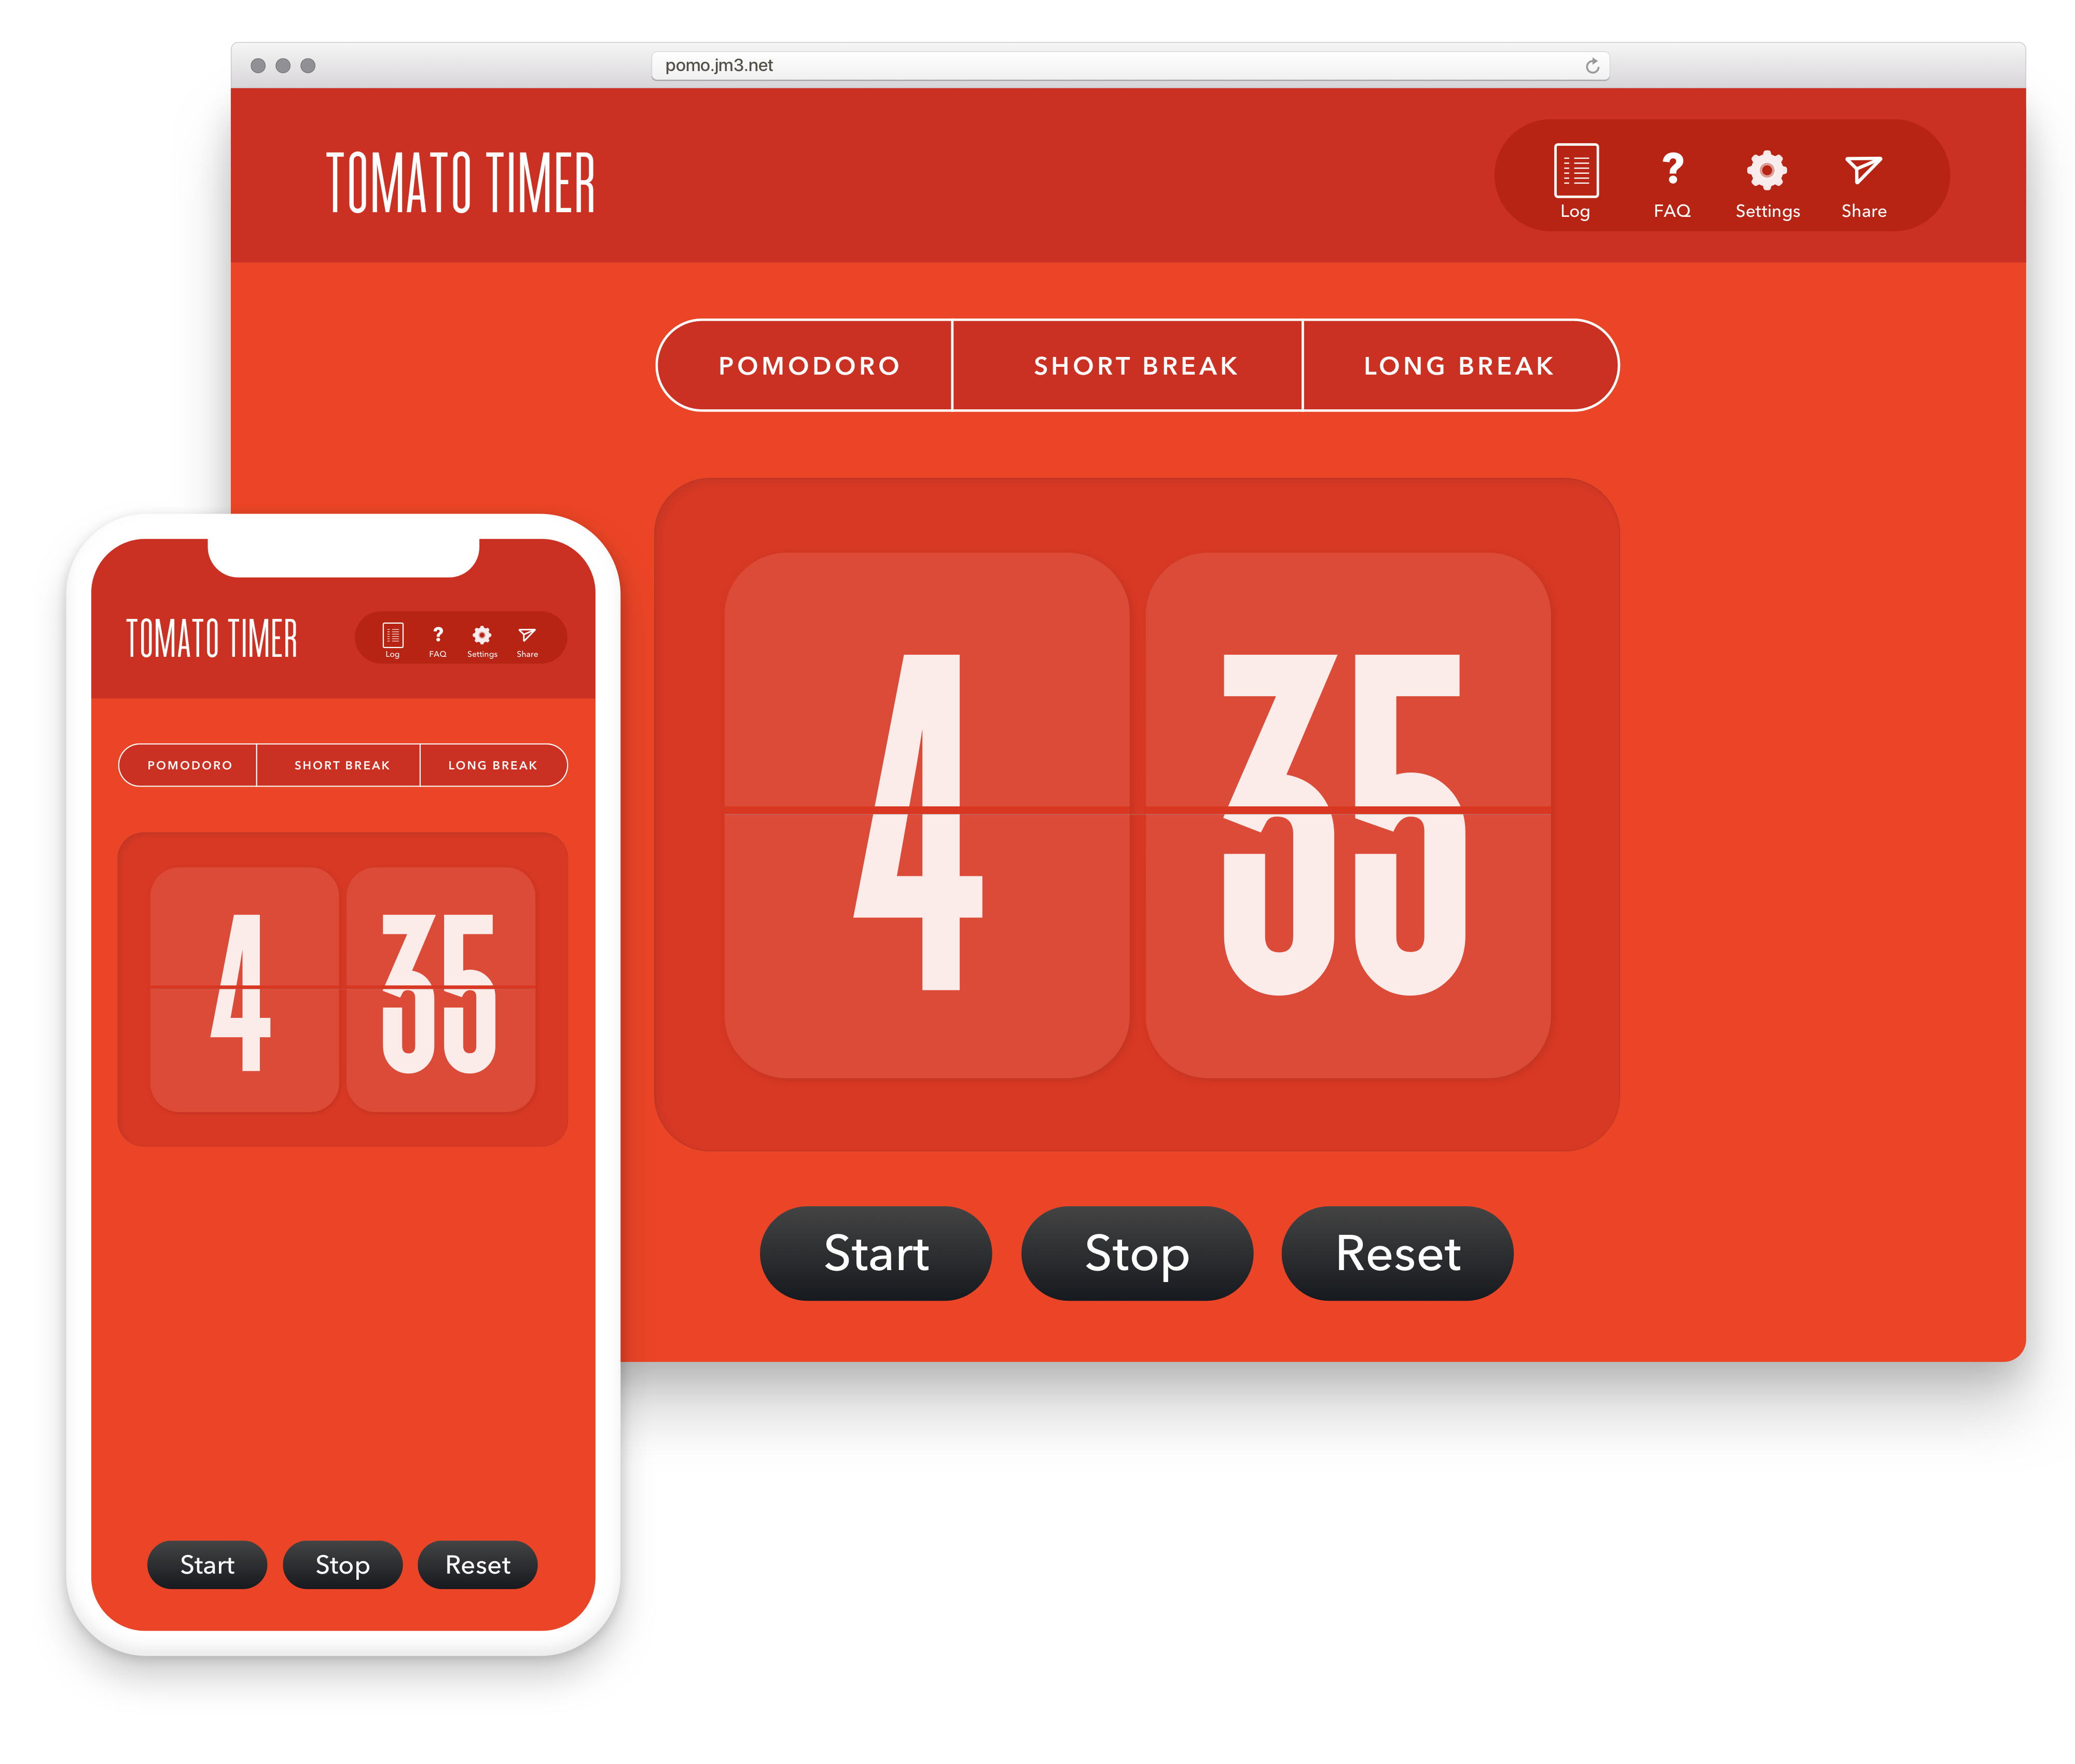 pomo.jm3.net
TOMATO TIMER
Log FAQ Settings Share
POMODORO SHORT BREAK LONG BREAK
4 35
Start Stop Reset
TOMATO TIMER
Log FAQ Settings Share
POMODORO SHORT BREAK LONG BREAK
4 35
Start Stop Reset